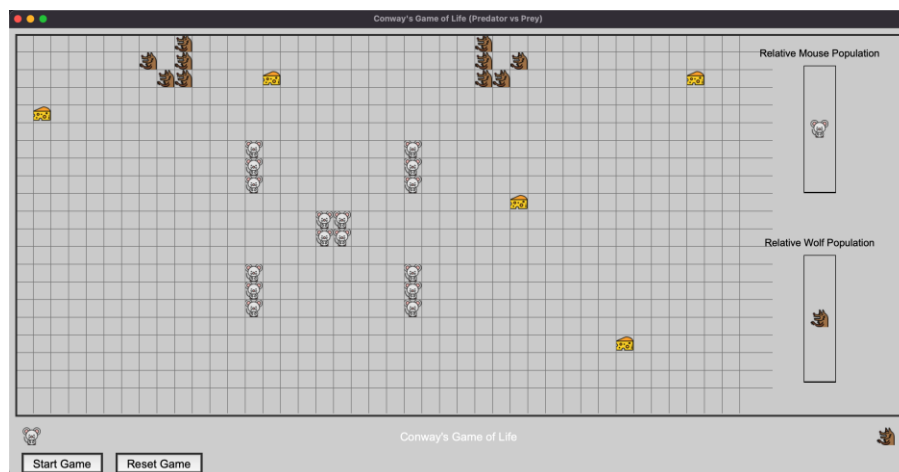 Conway's Game of Life (Predator vs Prey)
Relative Mouse Population
Relative Wolf Population
Conway's Game of Life
Start Game
Reset Game